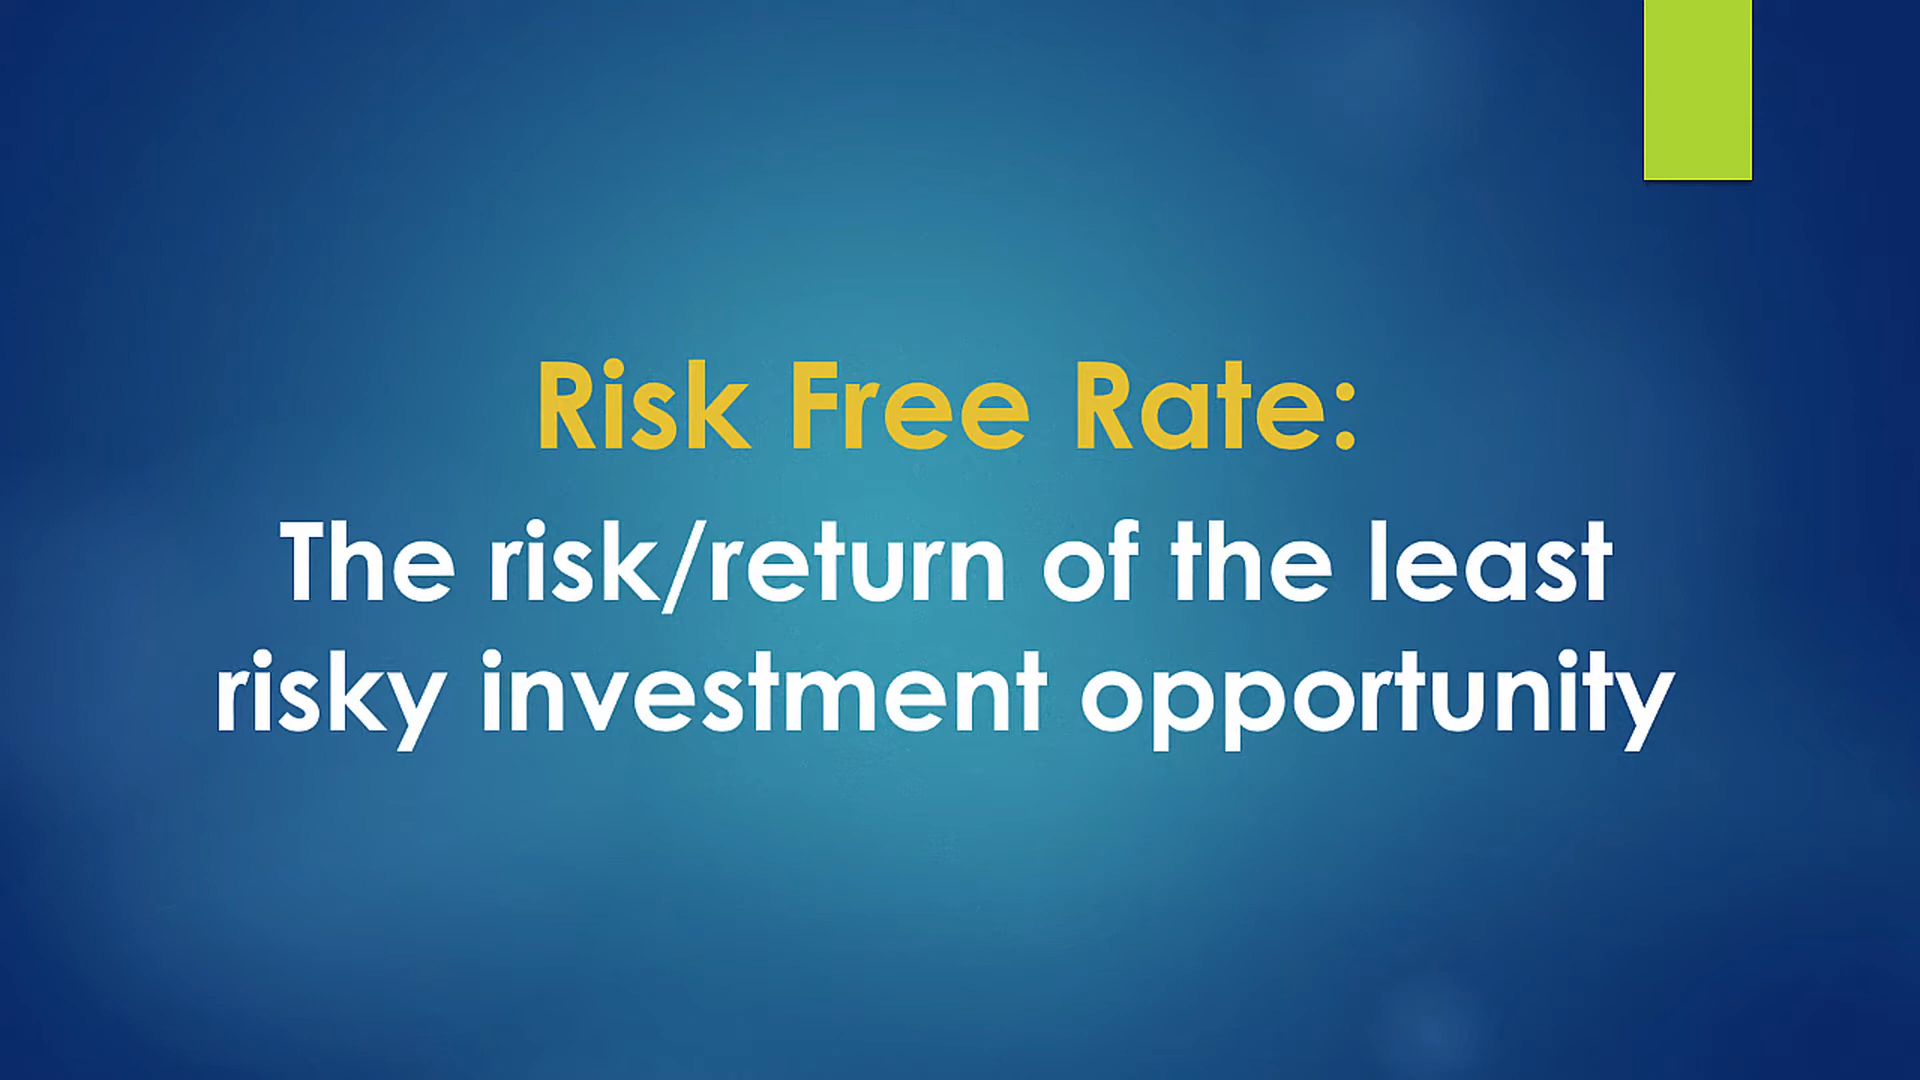 Risk Free Rate:
The risk/return of the least
risky investment opportunity